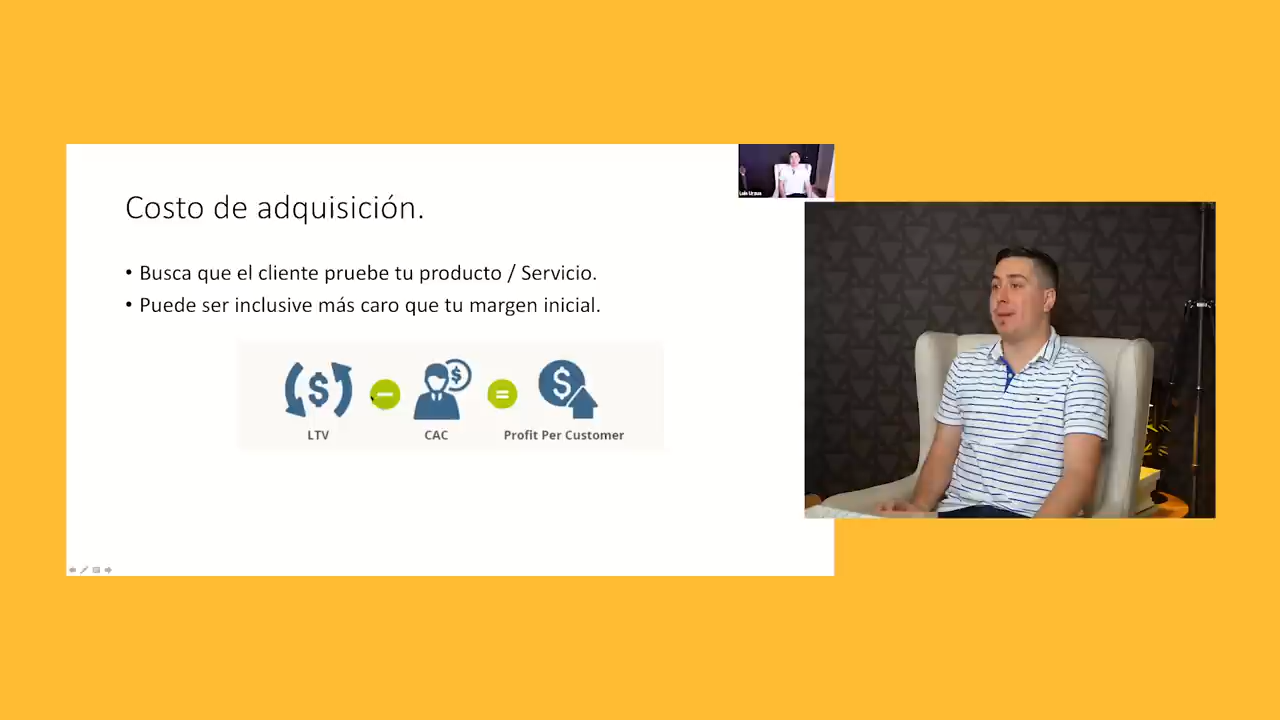 Costo de adquisición.
• Busca que el cliente pruebe tu producto / Servicio.
• Puede ser inclusive más caro que tu margen inicial.
LTV
CAC
Profit Per Customer